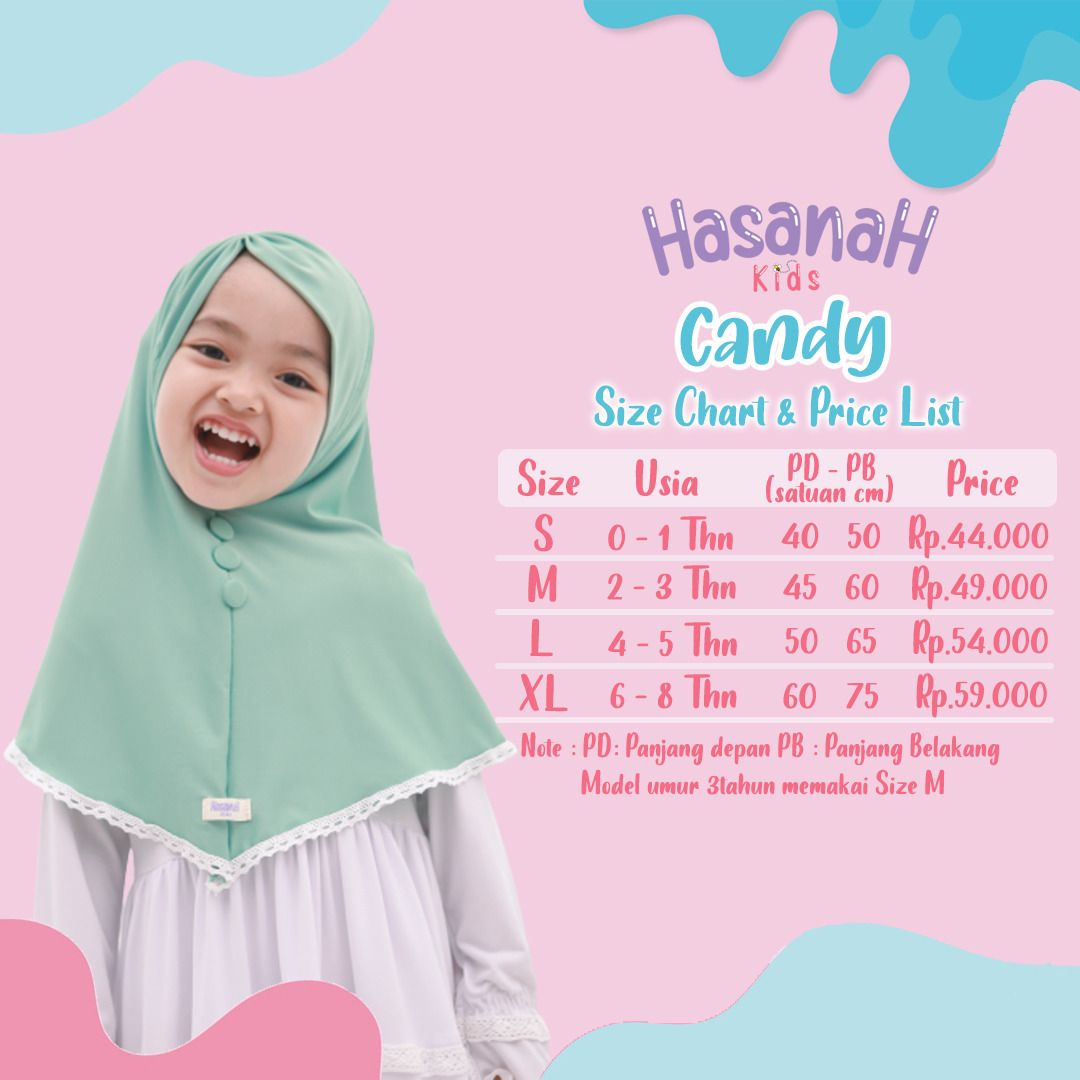 HasanaH
Kids
Candy
Size Chart & Price List
Size Usia PD - PB (satuan cm) Price
S 0 - 1 Thn 40 50 Rp.44.000
M 2 - 3 Thn 45 60 Rp.49.000
L 4 - 5 Thn 50 65 Rp.54.000
XL 6 - 8 Thn 60 75 Rp.59.000
Note : PD: Panjang depan PB : Panjang Belakang
Model umur 3tahun memakai Size M
HasanaH